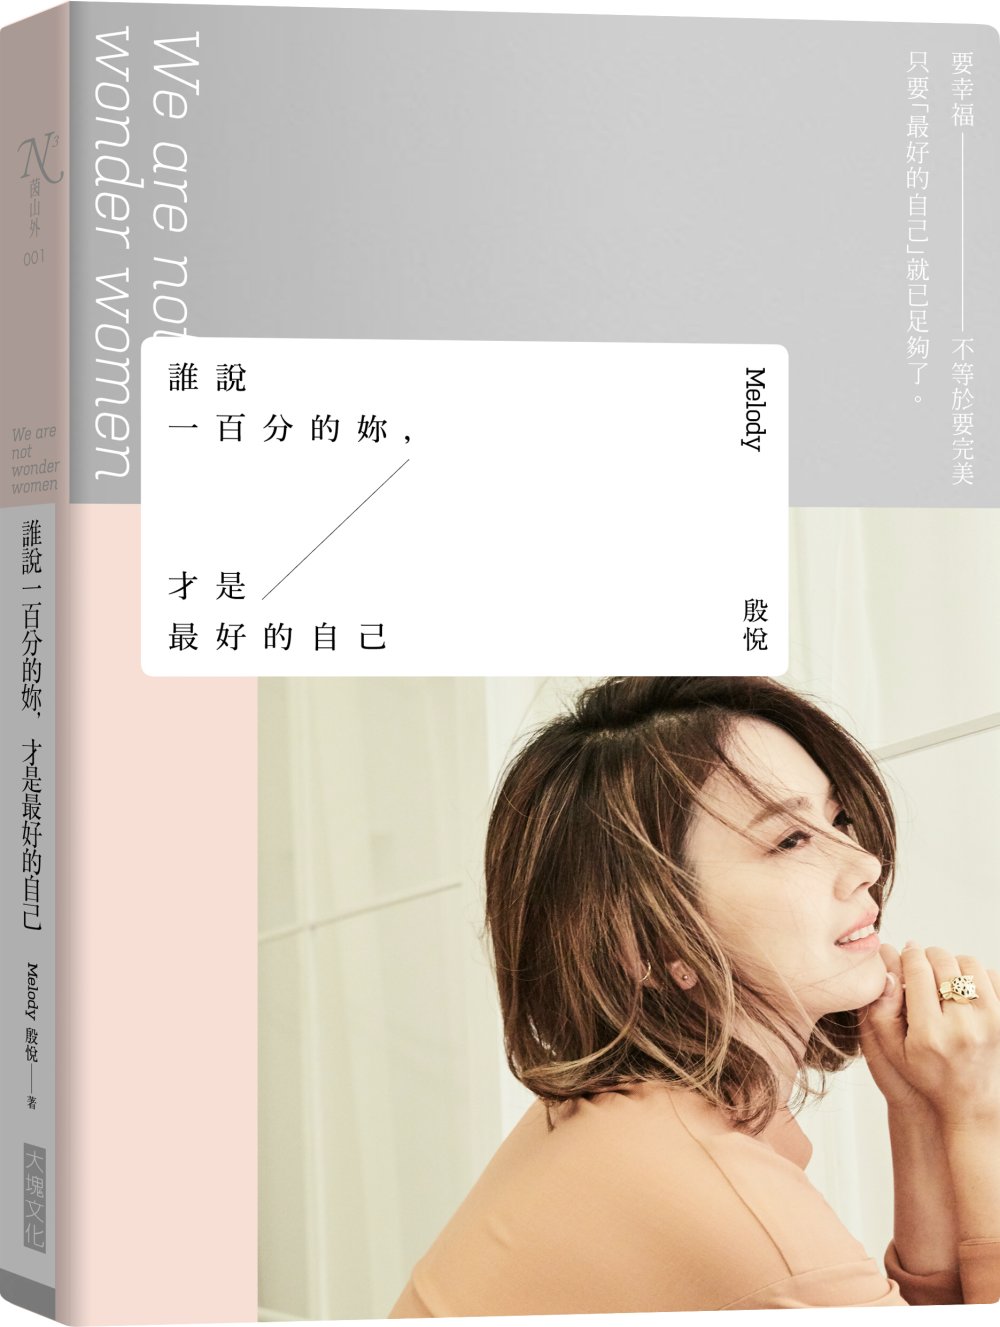 We are not
wonder women
要幸福——不等於要完美
只要「最好的自己」就已足夠了。
誰說
一百分的妳,
才是
最好的自己
Melody
殷悅
N3
茵山外
001
We are
not
wonder
women
誰說一百分的妳,才是最好的自己
Melody 殷悅——著
大塊文化